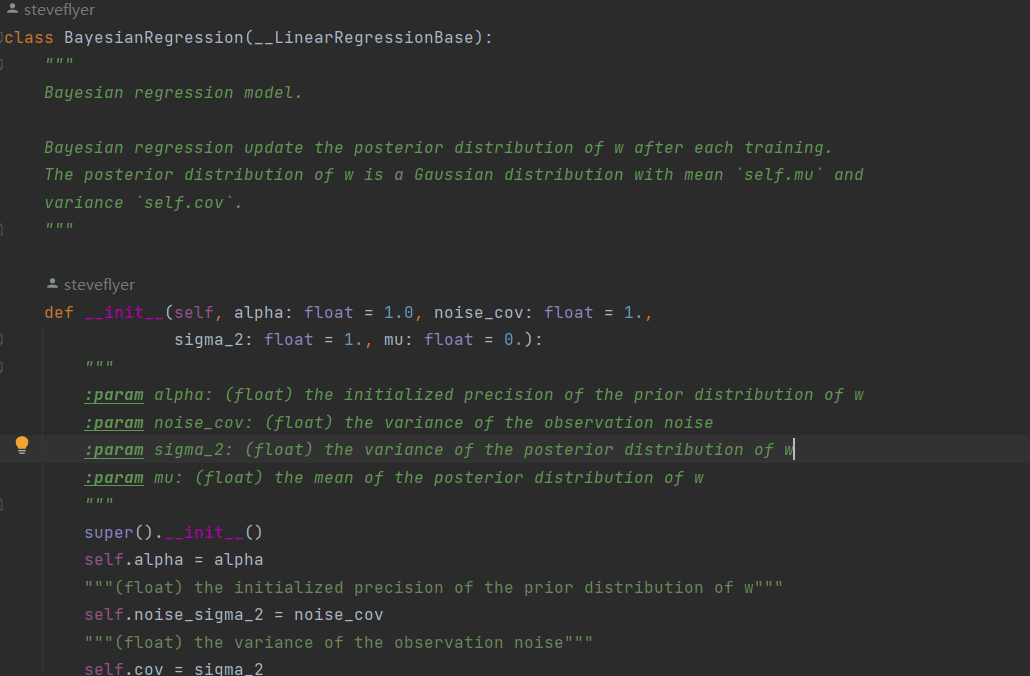 steveflyer
class BayesianRegression(__LinearRegressionBase):
"""
Bayesian regression model.
Bayesian regression update the posterior distribution of w after each training.
The posterior distribution of w is a Gaussian distribution with mean `self.mu` and
variance `self.cov`.
"""
steveflyer
def __init__(self, alpha: float = 1.0, noise_cov: float = 1.,
sigma_2: float = 1., mu: float = 0.):
"""
:param alpha: (float) the initialized precision of the prior distribution of w
:param noise_cov: (float) the variance of the observation noise
:param sigma_2: (float) the variance of the posterior distribution of w
:param mu: (float) the mean of the posterior distribution of w
"""
super().__init__()
self.alpha = alpha
"""(float) the initialized precision of the prior distribution of w"""
self.noise_sigma_2 = noise_cov
"""(float) the variance of the observation noise"""
self.cov = sigma_2